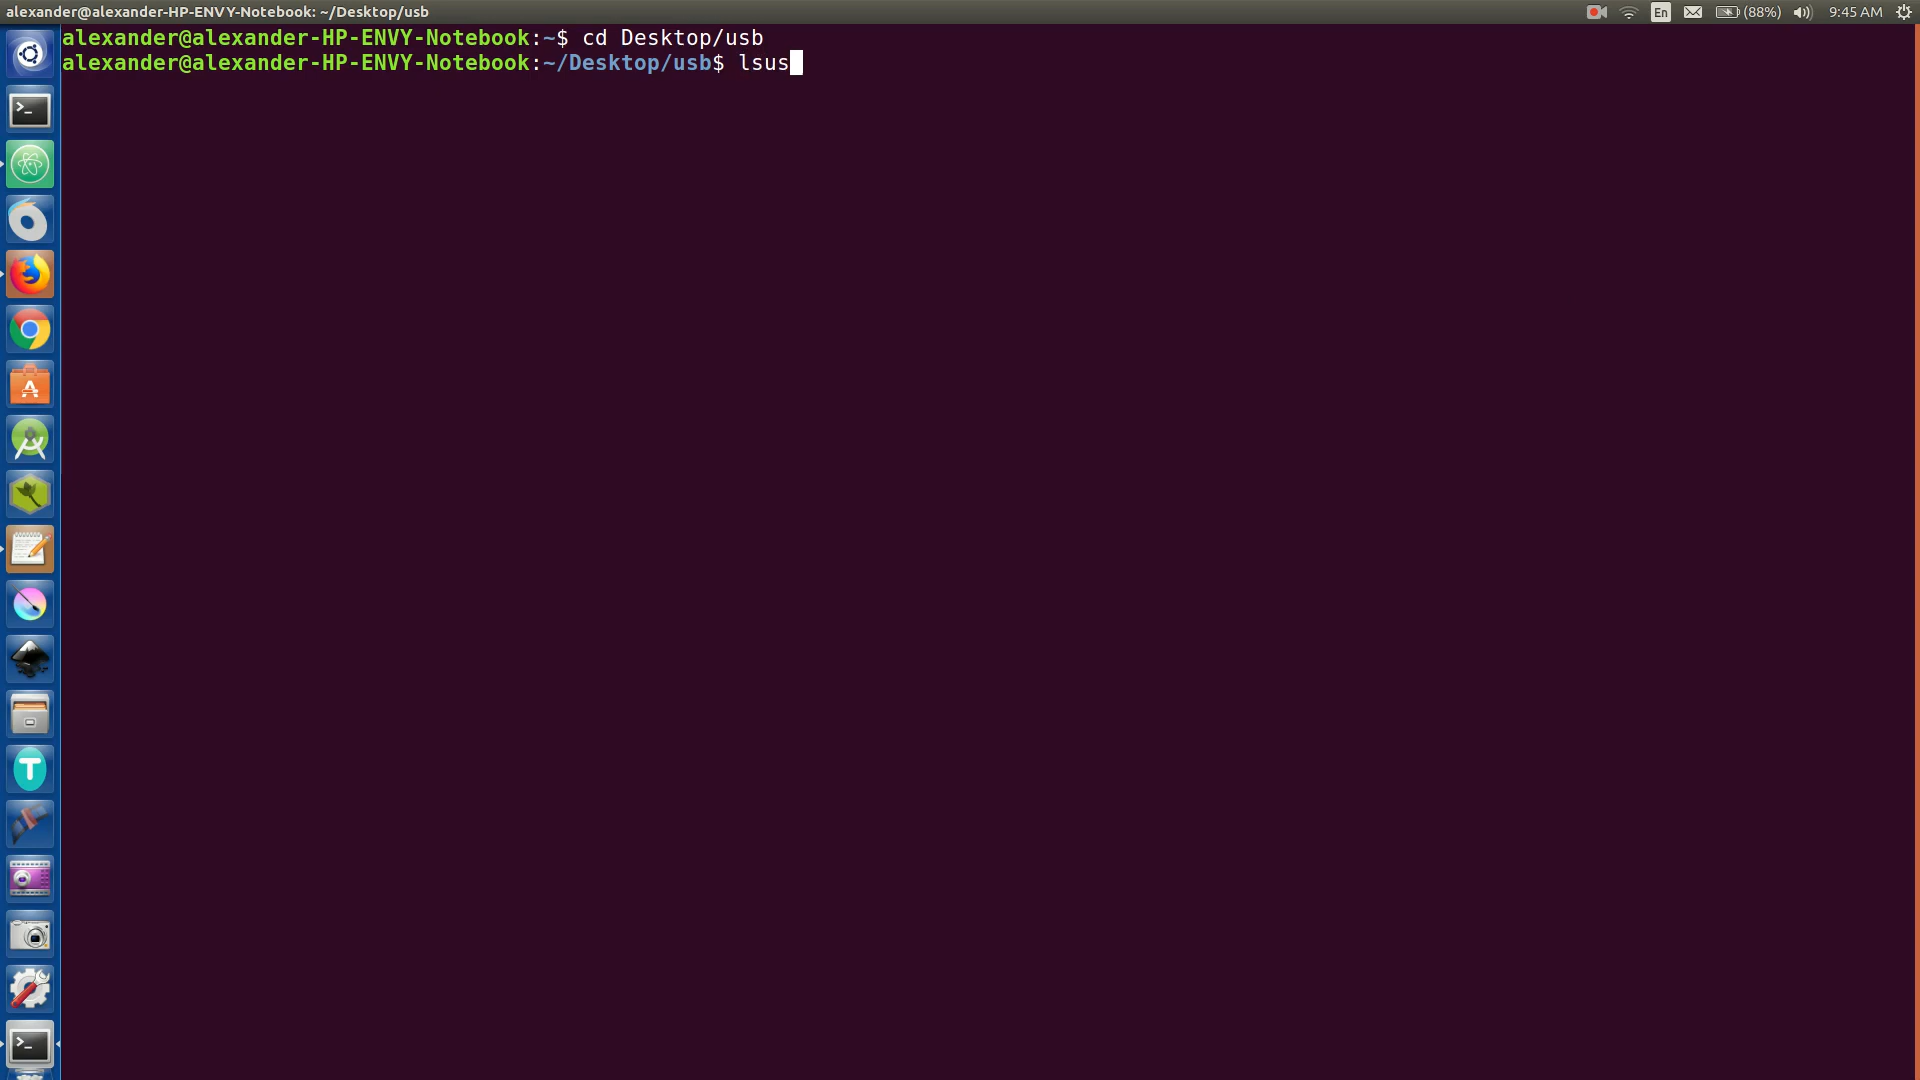 alexander@alexander-HP-ENVY-Notebook: ~/Desktop/usb
En
(88%)
9:45 AM
alexander@alexander-HP-ENVY-Notebook:~$ cd Desktop/usb
alexander@alexander-HP-ENVY-Notebook:~/Desktop/usb$ lsus